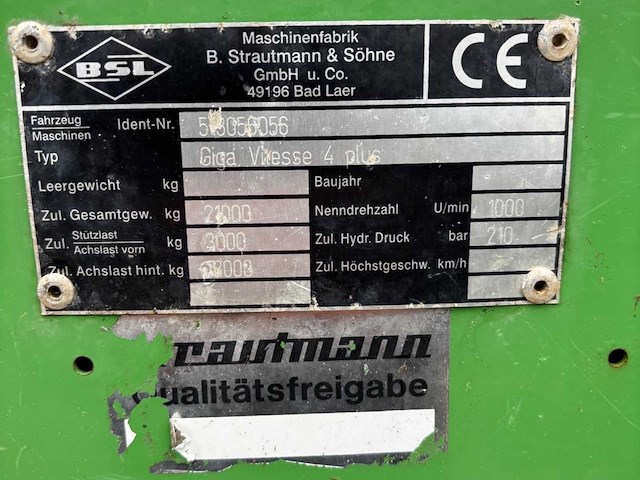 BSL
Maschinenfabrik
B. Strautmann & Söhne
GmbH u. Co.
49196 Bad Laer
CE
Fahrzeug Maschinen Ident-Nr.
Typ Giga Vitesse 4 plus
Leergewicht kg Baujahr
Zul. Gesamtgew. kg 21000 Nenndrehzahl U/min 1000
Zul. Stützlast Achslast vorn kg 3000 Zul. Hydr. Druck bar 210
Zul. Achslast hint. kg Zul. Höchstgeschw. km/h
rautmann
ualitätsfreigabe